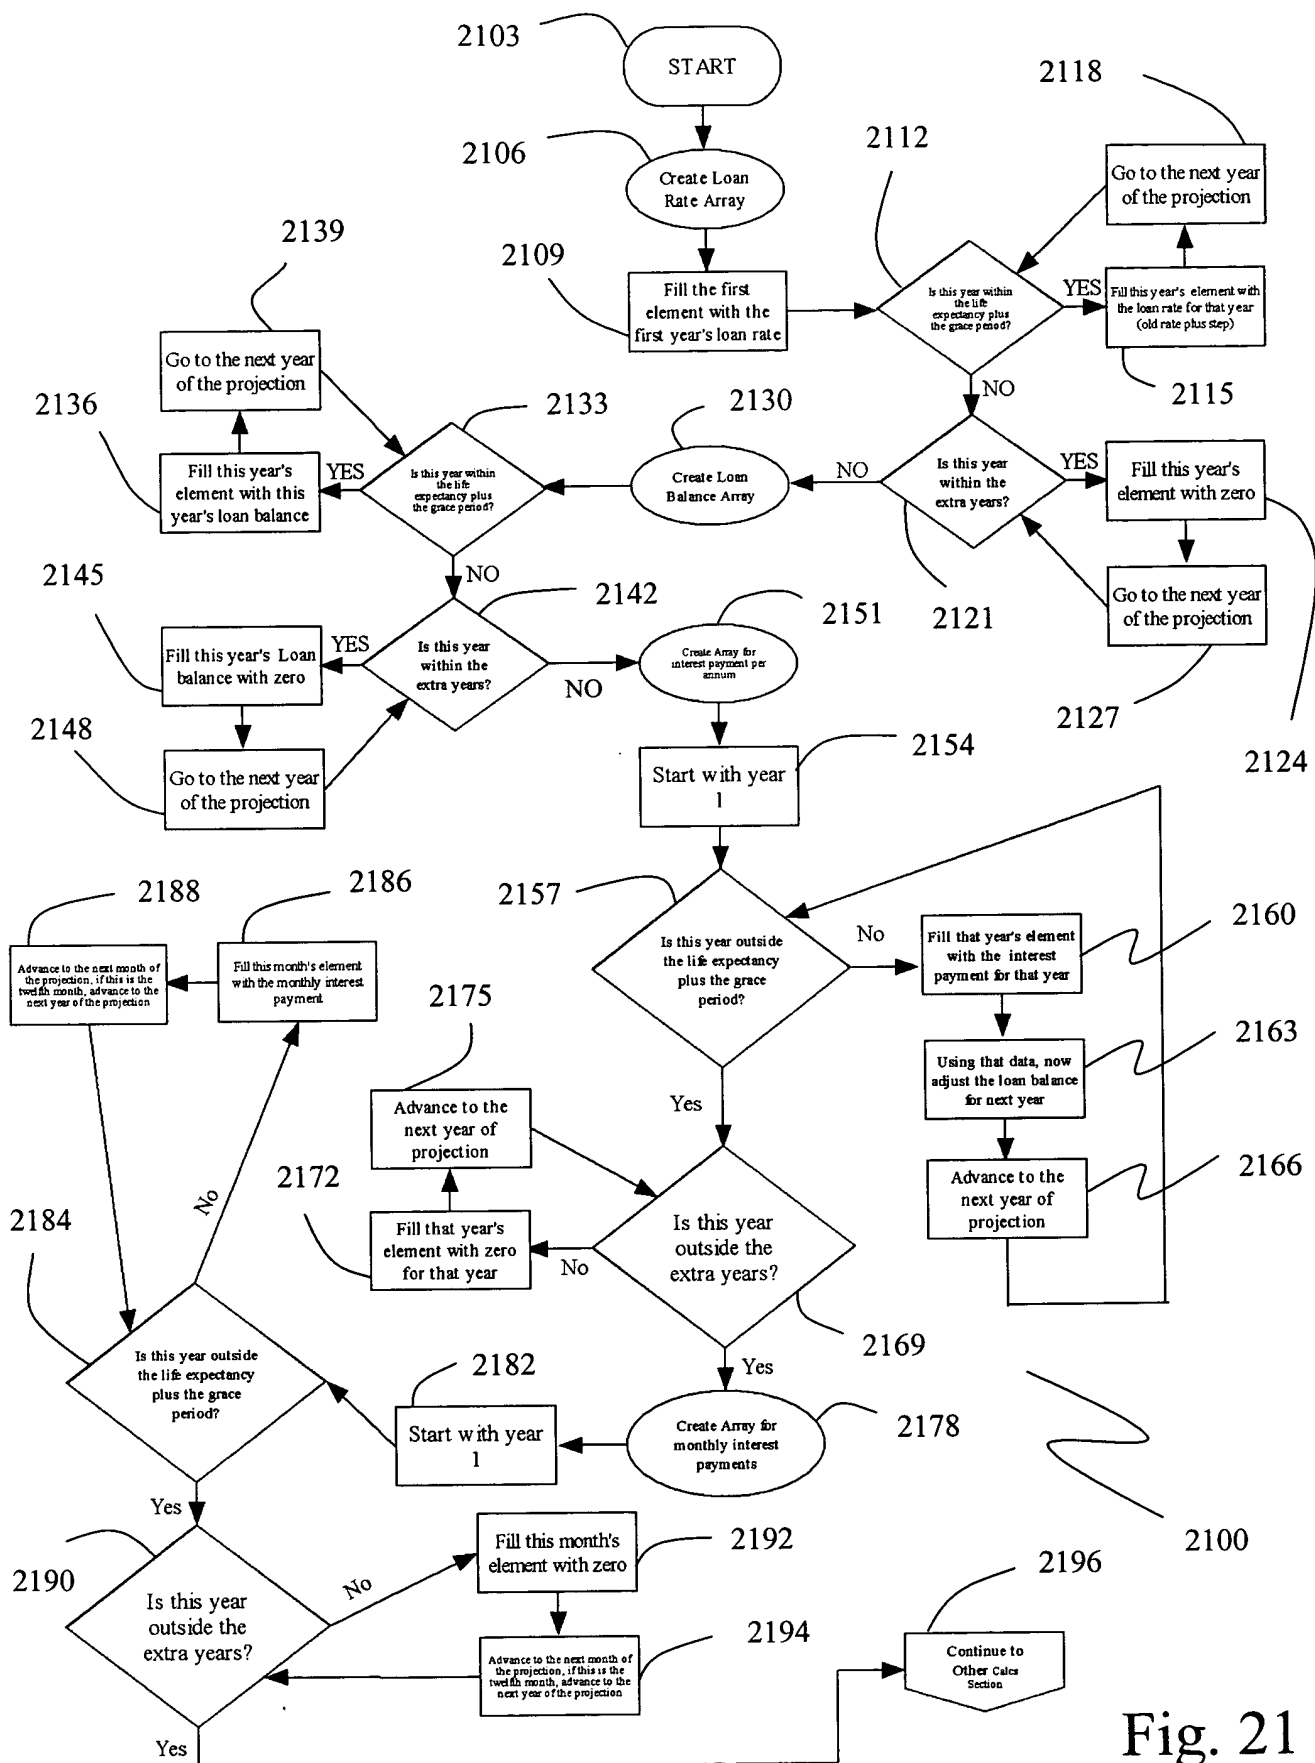 2103
START
2118
2106
2112
Create Loan
Rate Array
Go to the next year
of the projection
2139
2109
Fill the first
element with the
first year's loan rate
Is this year within
the life
expectancy plus
the grace period?
YES
Fill this year's element with
the loan rate for that year
(old rate plus step)
Go to the next year
of the projection
NO
2115
2136
2133
2130
Fill this year's
element with this
year's loan balance
YES
Is this year within
the life
expectancy plus
the grace period?
Create Loan
Balance Array
NO
Is this year
within the
extra years?
YES
Fill this year's
element with zero
NO
2145
2142
2151
2121
Go to the next year
of the projection
Fill this year's Loan
balance with zero
YES
Is this year
within the
extra years?
NO
Create Array for
interest payment per
annum
2148
2127
2154
2124
Go to the next year
of the projection
Start with year
1
2188
2186
2157
2160
Advance to the next month of
the projection, if this is the
twelfth month, advance to the
next year of the projection
Fill this month's element
with the monthly interest
payment
Is this year outside
the life expectancy
plus the grace
period?
No
Fill that year's element
with the interest
payment for that year
2175
2163
Using that data, now
adjust the loan balance
for next year
Advance to the
next year of
projection
Yes
2172
2166
Advance to the
next year of
projection
No
2184
Fill that year's
element with zero
for that year
No
Is this year
outside the
extra years?
2169
Is this year outside
the life expectancy
plus the grace
period?
2182
Yes
Start with year
1
Create Array for
monthly interest
payments
2178
Yes
2100
2190
Fill this month's
element with zero
2192
2196
No
Is this year
outside the
extra years?
2194
Advance to the next month of
the projection, if this is the
twelfth month, advance to the
next year of the projection
Continue to
Other Calcs
Section
Yes
Fig. 21